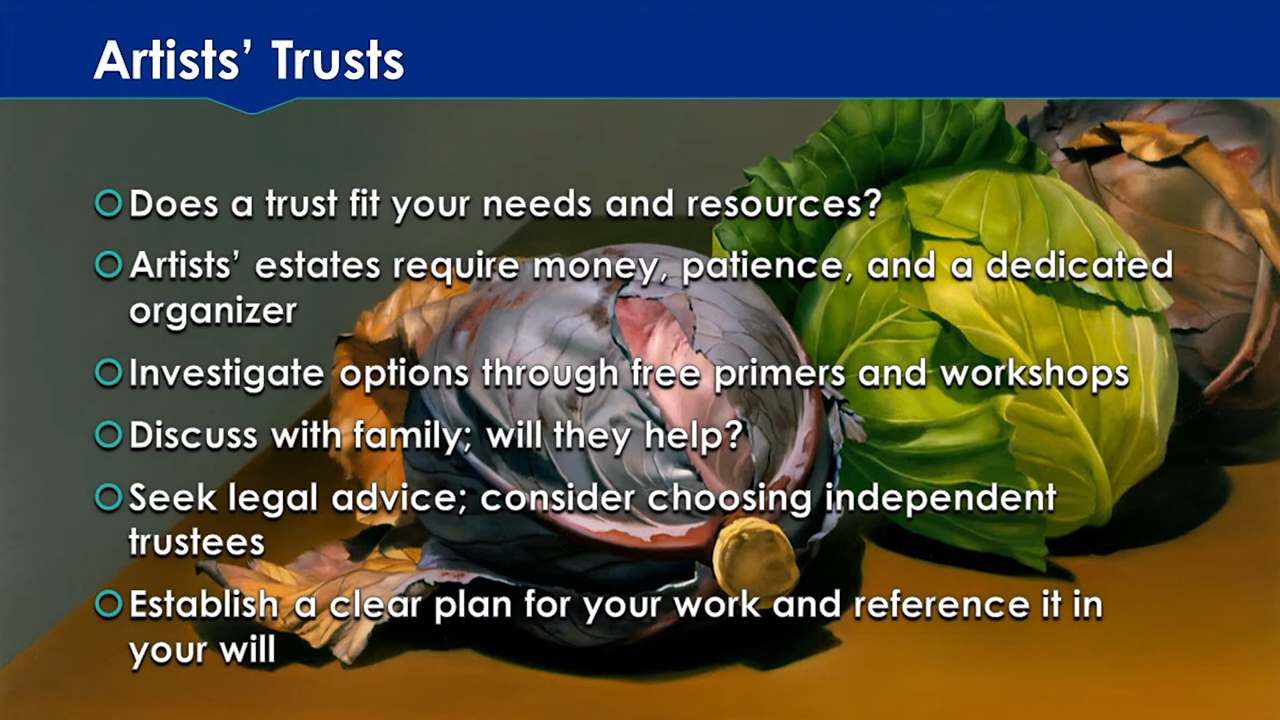 Artists’ Trusts
Does a trust fit your needs and resources?
Artists’ estates require money, patience, and a dedicated
organizer
Investigate options through free primers and workshops
Discuss with family; will they help?
Seek legal advice; consider choosing independent
trustees
Establish a clear plan for your work and reference it in
your will